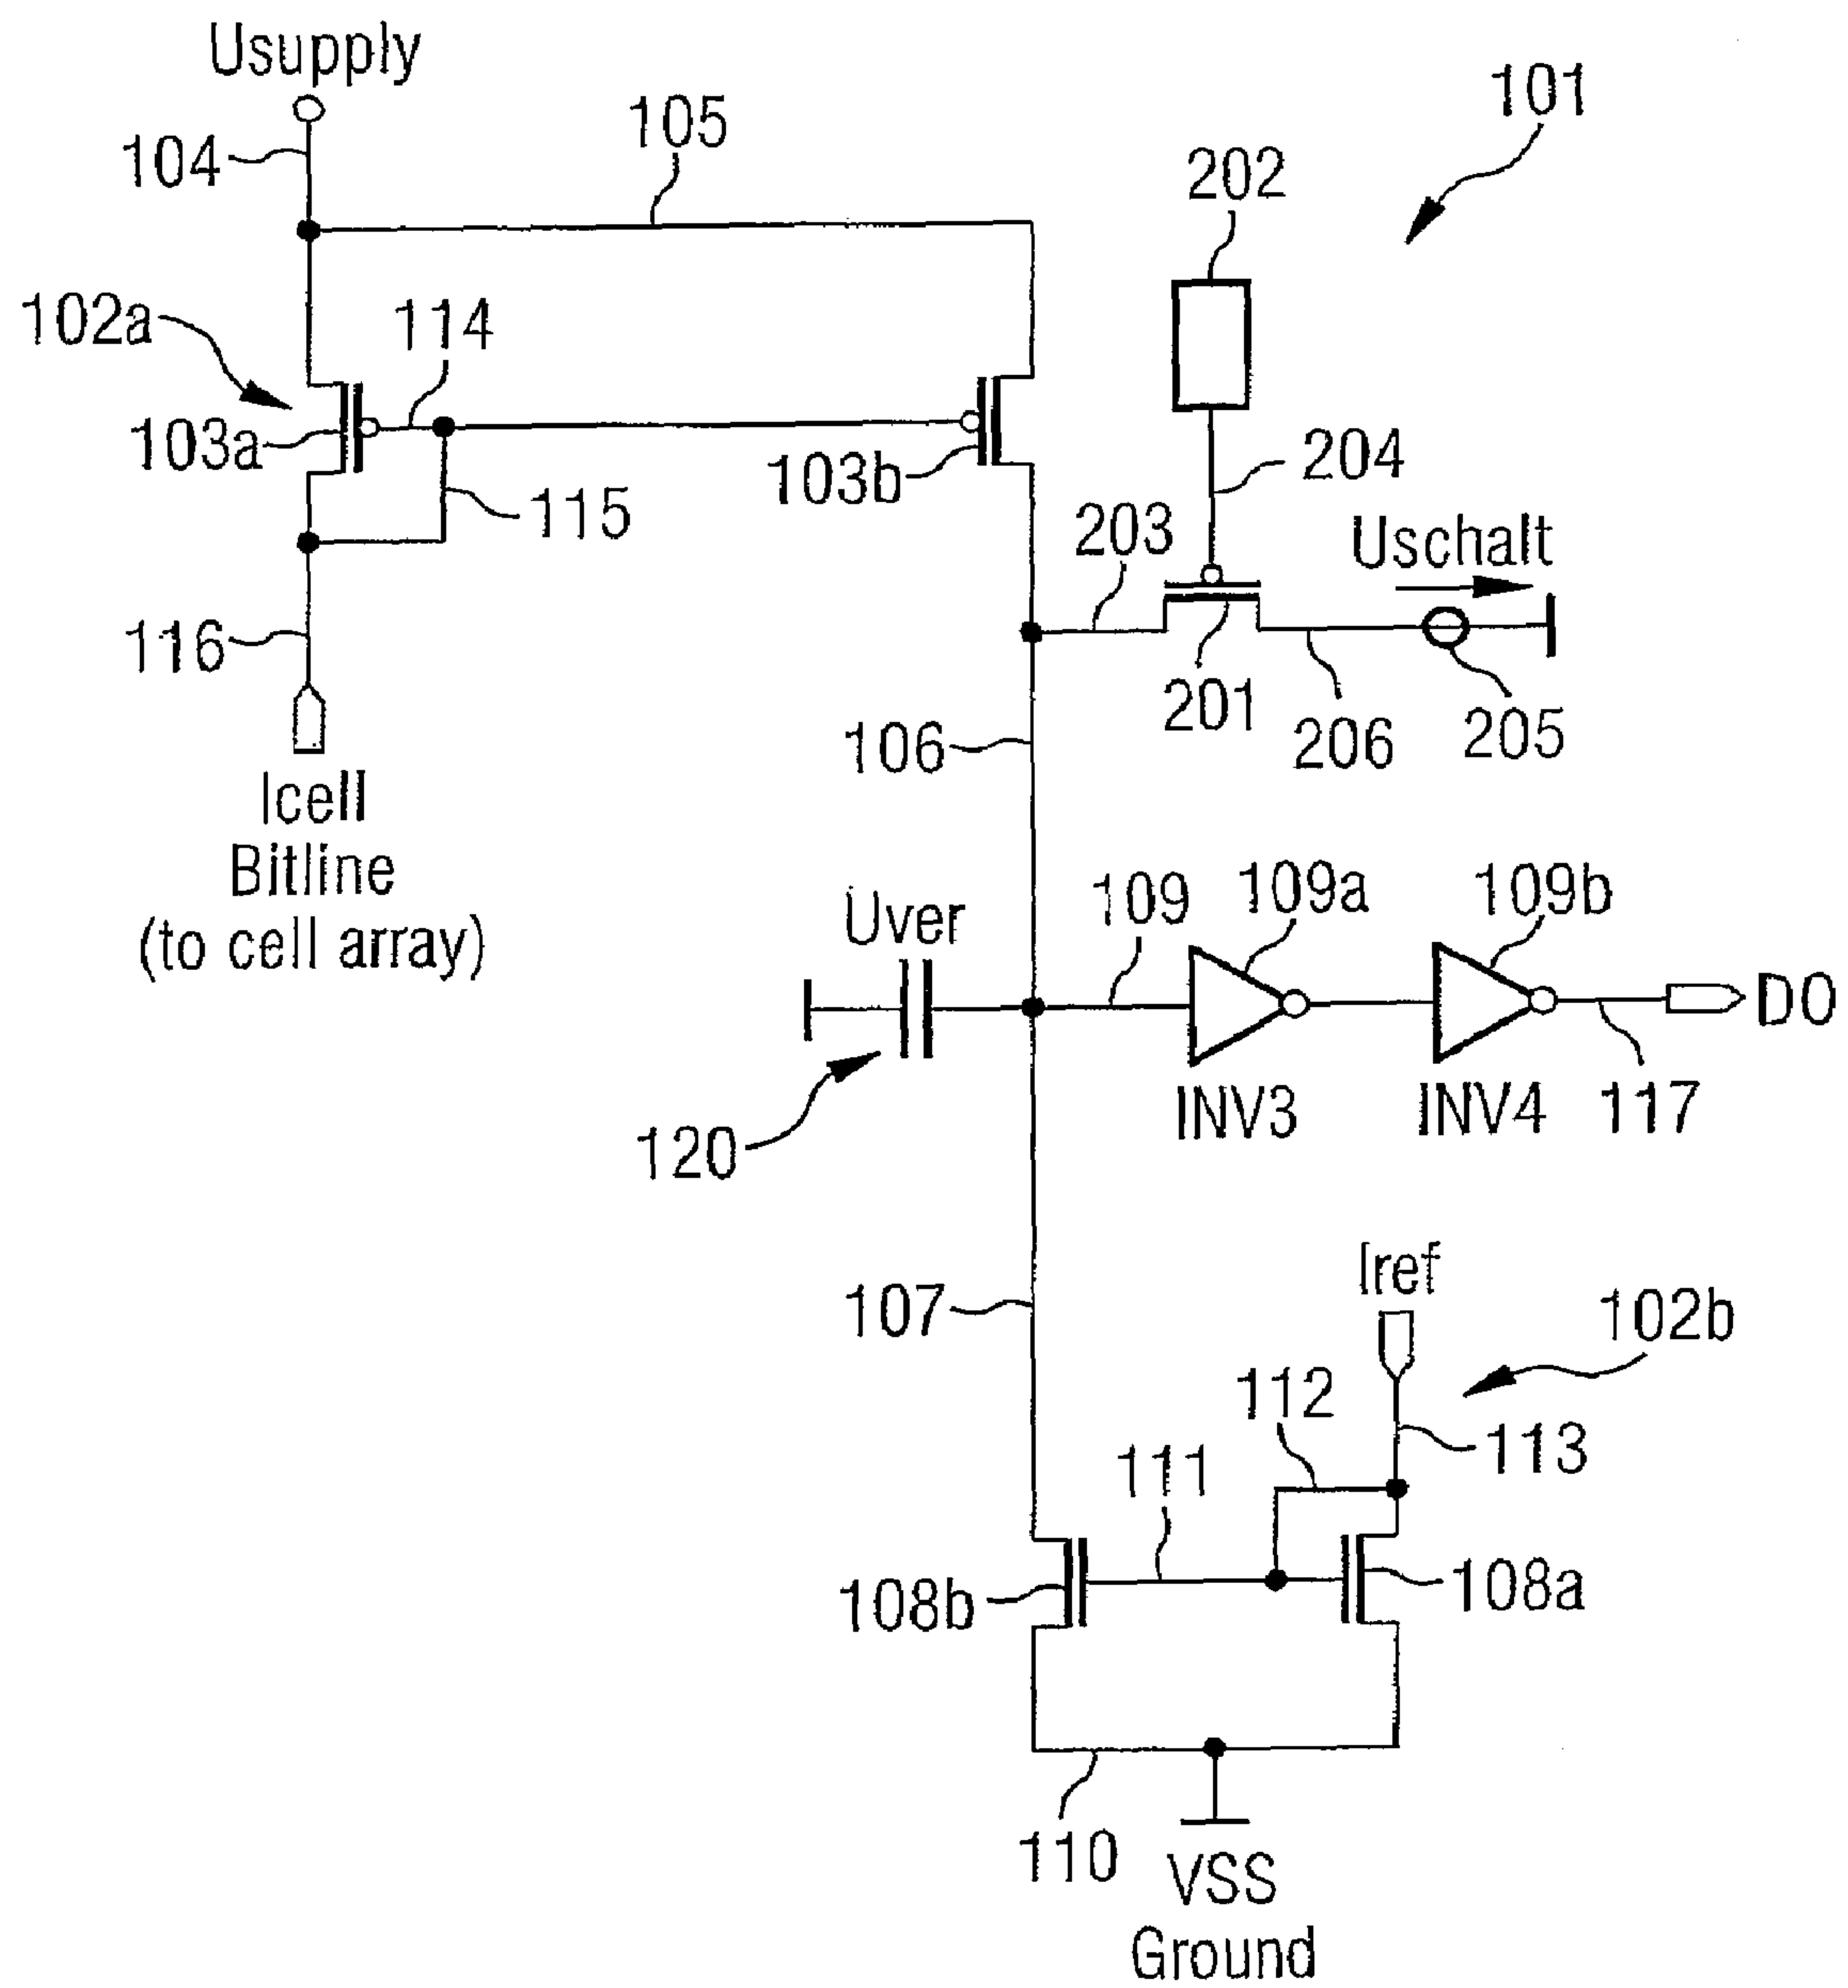 Usupply
101
105
104
202
102a
114
103a
103b
204
115
203
Uschalt
116
201
206
205
106
Icell
Bitline
(to cell array)
Uver
109
109a
109b
DO
INV3
INV4
117
120
Iref
107
102b
112
113
111
108b
108a
110
VSS
Ground